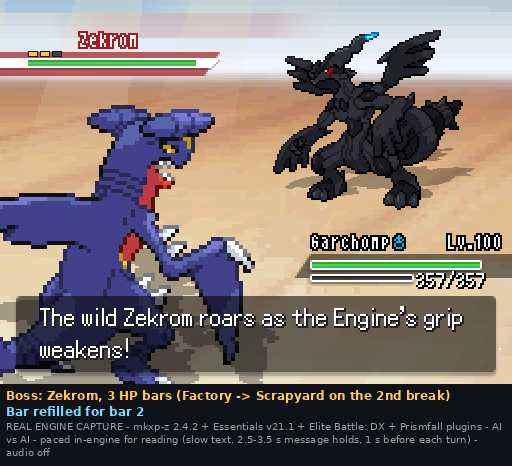 Zekrom
Garchomp Lv.100
357/357
The wild Zekrom roars as the Engine's grip
weakens!
Boss: Zekrom, 3 HP bars (Factory -> Scrapyard on the 2nd break)
Bar refilled for bar 2
REAL ENGINE CAPTURE - mkxp-z 2.4.2 + Essentials v21.1 + Elite Battle: DX + Prismfall plugins - AI
vs AI - paced in-engine for reading (slow text, 2.5-3.5 s message holds, 1 s before each turn) -
audio off